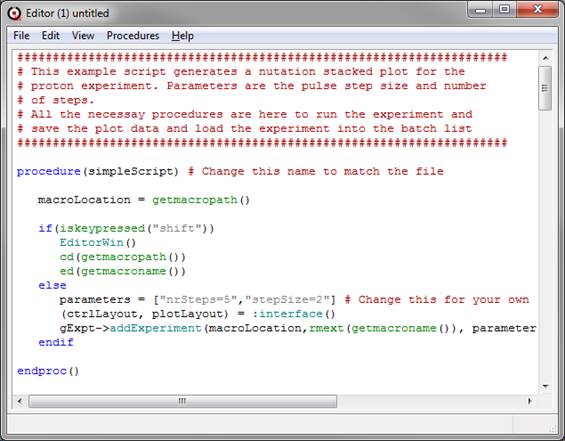 Editor (1) untitled
File Edit View Procedures Help
######################################################################
# This example script generates a nutation stacked plot for the
# proton experiment. Parameters are the pulse step size and number
# of steps.
# All the necessay procedures are here to run the experiment and
# save the plot data and load the experiment into the batch list
######################################################################
procedure(simpleScript) # Change this name to match the file
macroLocation = getmacropath()
if(iskeypressed("shift"))
EditorWin()
cd(getmacropath())
ed(getmacroname())
else
parameters = ["nrSteps=5","stepSize=2"] # Change this for your own
(ctrlLayout, plotLayout) = :interface()
gExpt->addExperiment(macroLocation,rmext(getmacroname()), parameter
endif
endproc()